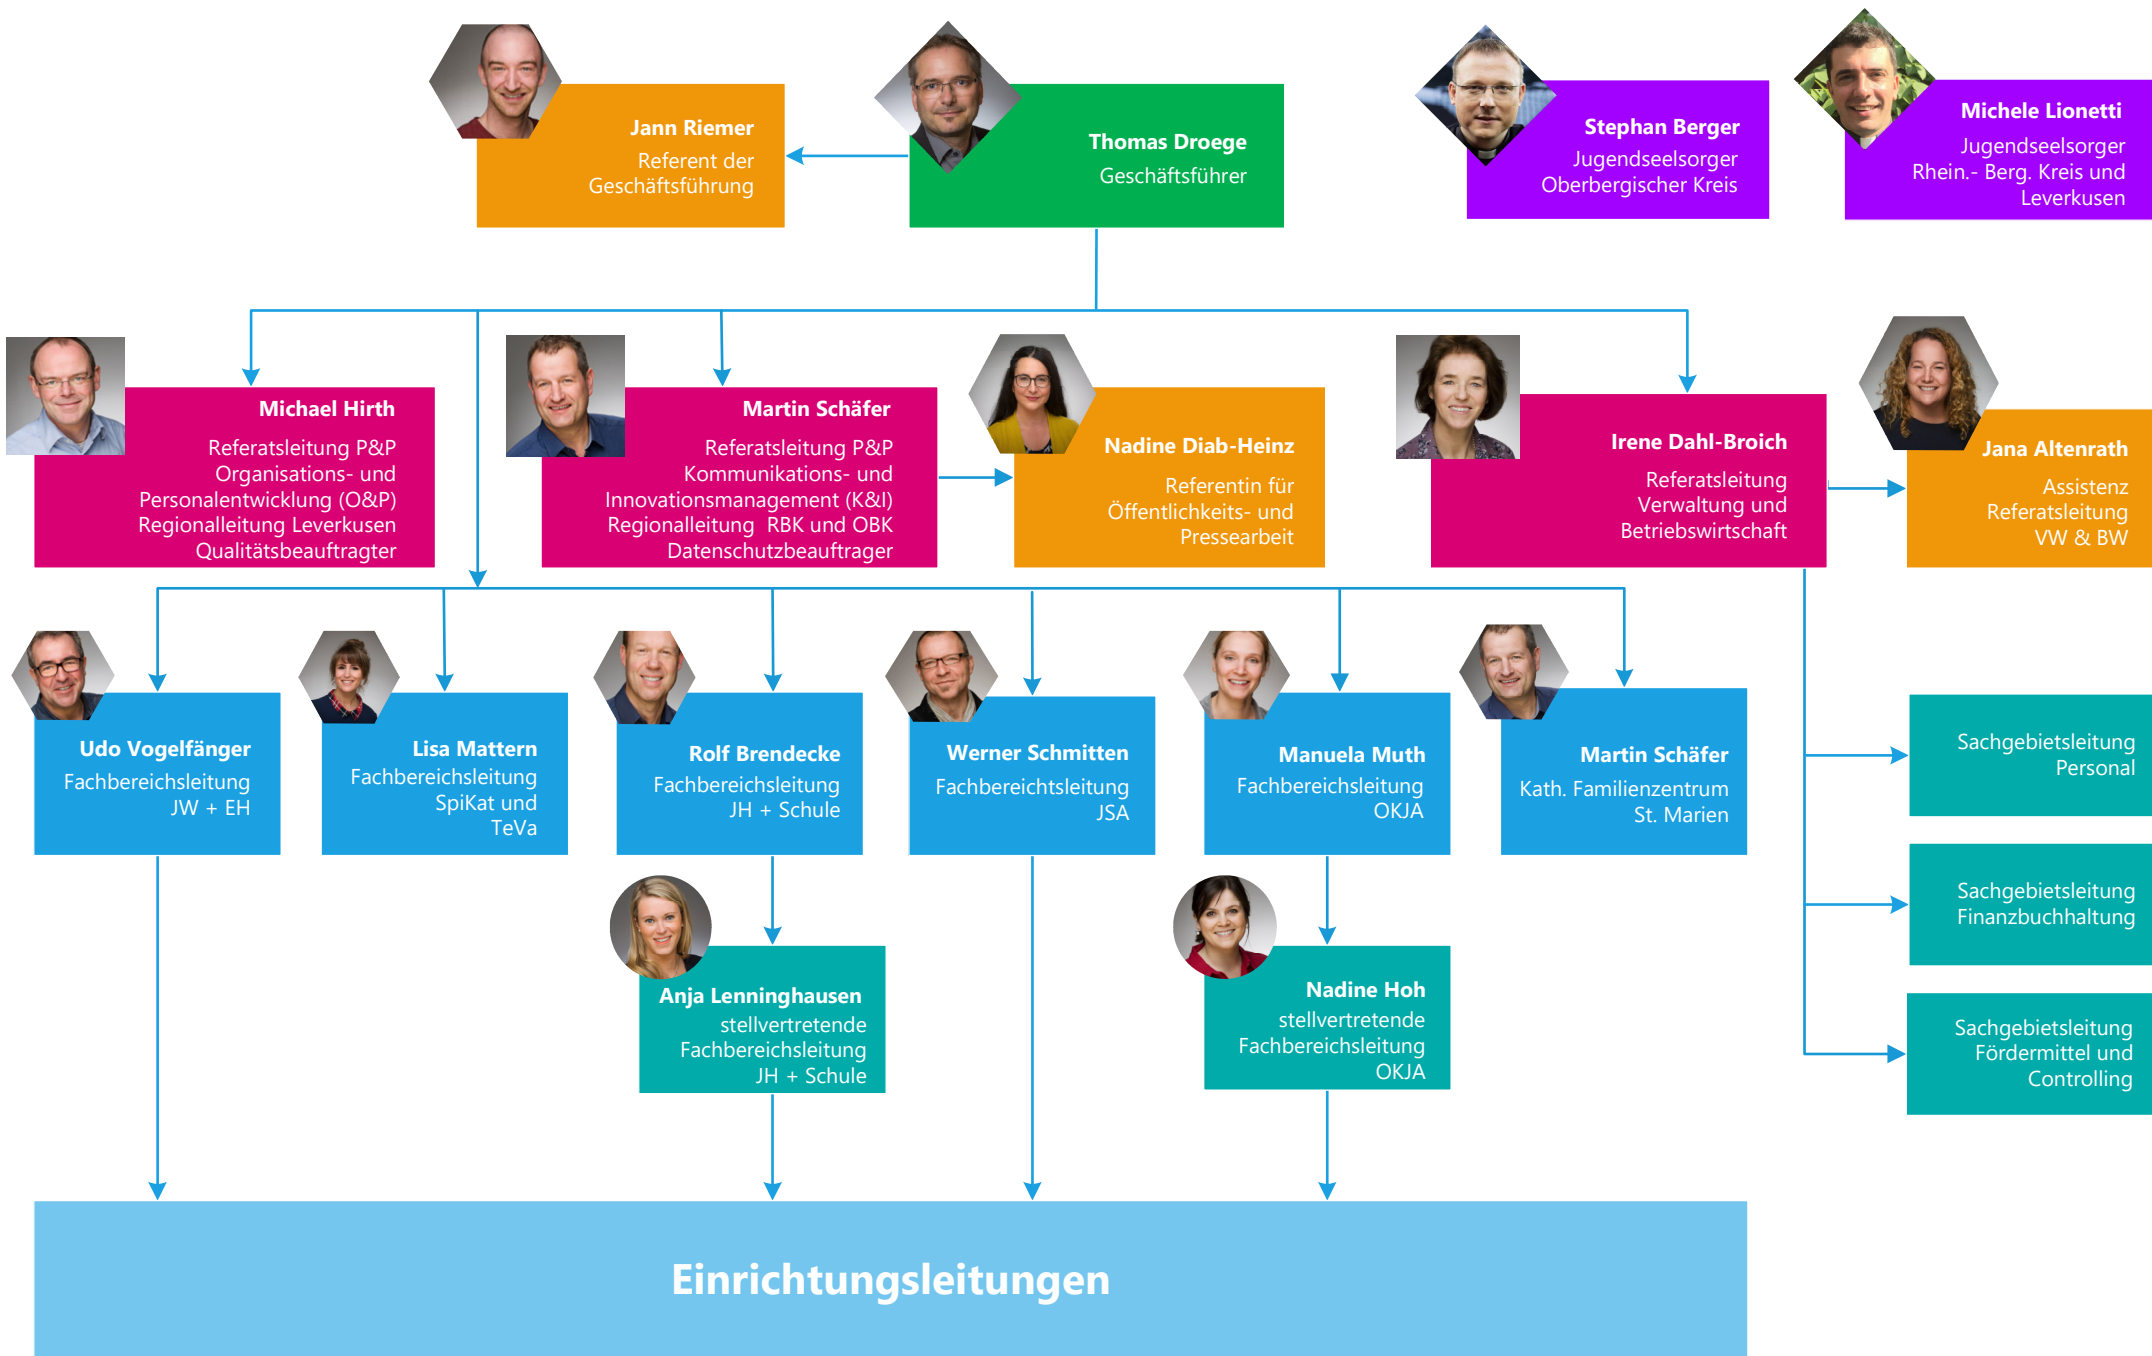 Jann Riemer
Referent der
Geschäftsführung
Thomas Droege
Geschäftsführer
Stephan Berger
Jugendseelsorger
Oberbergischer Kreis
Michele Lionetti
Jugendseelsorger
Rhein.- Berg. Kreis und
Leverkusen
Michael Hirth
Referatsleitung P&P
Organisations- und
Personalentwicklung (O&P)
Regionalleitung Leverkusen
Qualitätsbeauftragter
Martin Schäfer
Referatsleitung P&P
Kommunikations- und
Innovationsmanagement (K&I)
Regionalleitung RBK und OBK
Datenschutzbeauftrager
Nadine Diab-Heinz
Referentin für
Öffentlichkeits- und
Pressearbeit
Irene Dahl-Broich
Referatsleitung
Verwaltung und
Betriebswirtschaft
Jana Altenrath
Assistenz
Referatsleitung
VW & BW
Udo Vogelfänger
Fachbereichsleitung
JW + EH
Lisa Mattern
Fachbereichsleitung
SpiKat und
TeVa
Rolf Brendecke
Fachbereichsleitung
JH + Schule
Werner Schmitten
Fachbereichtsleitung
JSA
Manuela Muth
Fachbereichsleitung
OKJA
Martin Schäfer
Kath. Familienzentrum
St. Marien
Sachgebietsleitung
Personal
Sachgebietsleitung
Finanzbuchhaltung
Sachgebietsleitung
Fördermittel und
Controlling
Anja Lenninghausen
stellvertretende
Fachbereichsleitung
JH + Schule
Nadine Hoh
stellvertretende
Fachbereichsleitung
OKJA
Einrichtungsleitungen